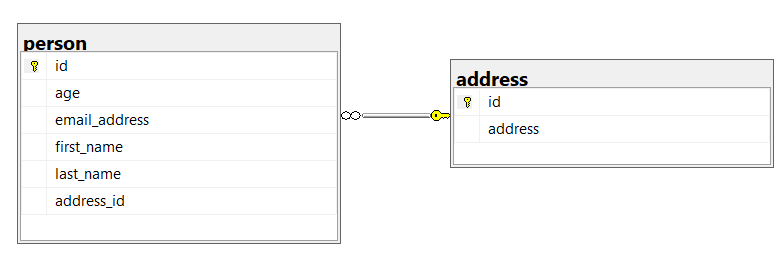 person
id
age
email_address
first_name
last_name
address_id
address
id
address